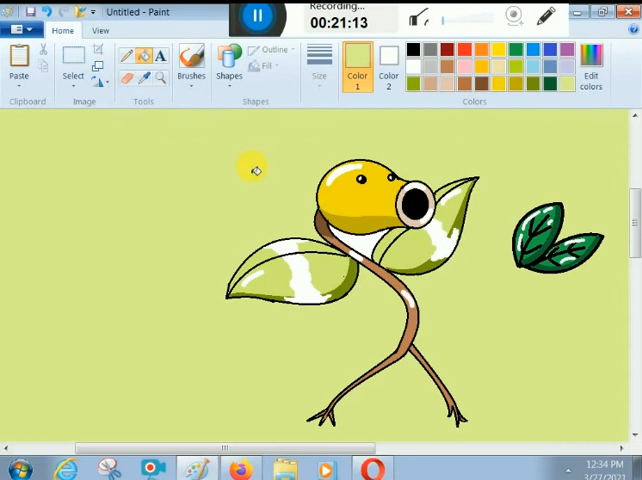 Untitled - Paint
Recording...
00:21:13
Home
View
Paste
Select
A
Brushes
Shapes
Outline
Fill
Size
Color
1
Color
2
Edit
colors
Clipboard
Image
Tools
Shapes
Colors
12:34 PM
3/27/2021